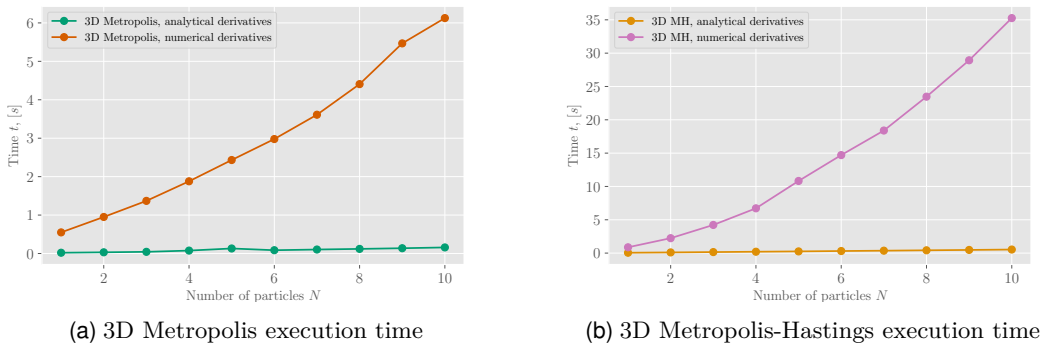 3D Metropolis, analytical derivatives
3D Metropolis, numerical derivatives
6
5
4
3
2
1
0
Time t, [s]
2 4 6 8 10
Number of particles N
(a) 3D Metropolis execution time
3D MH, analytical derivatives
3D MH, numerical derivatives
35
30
25
20
15
10
5
0
Time t, [s]
2 4 6 8 10
Number of particles N
(b) 3D Metropolis-Hastings execution time